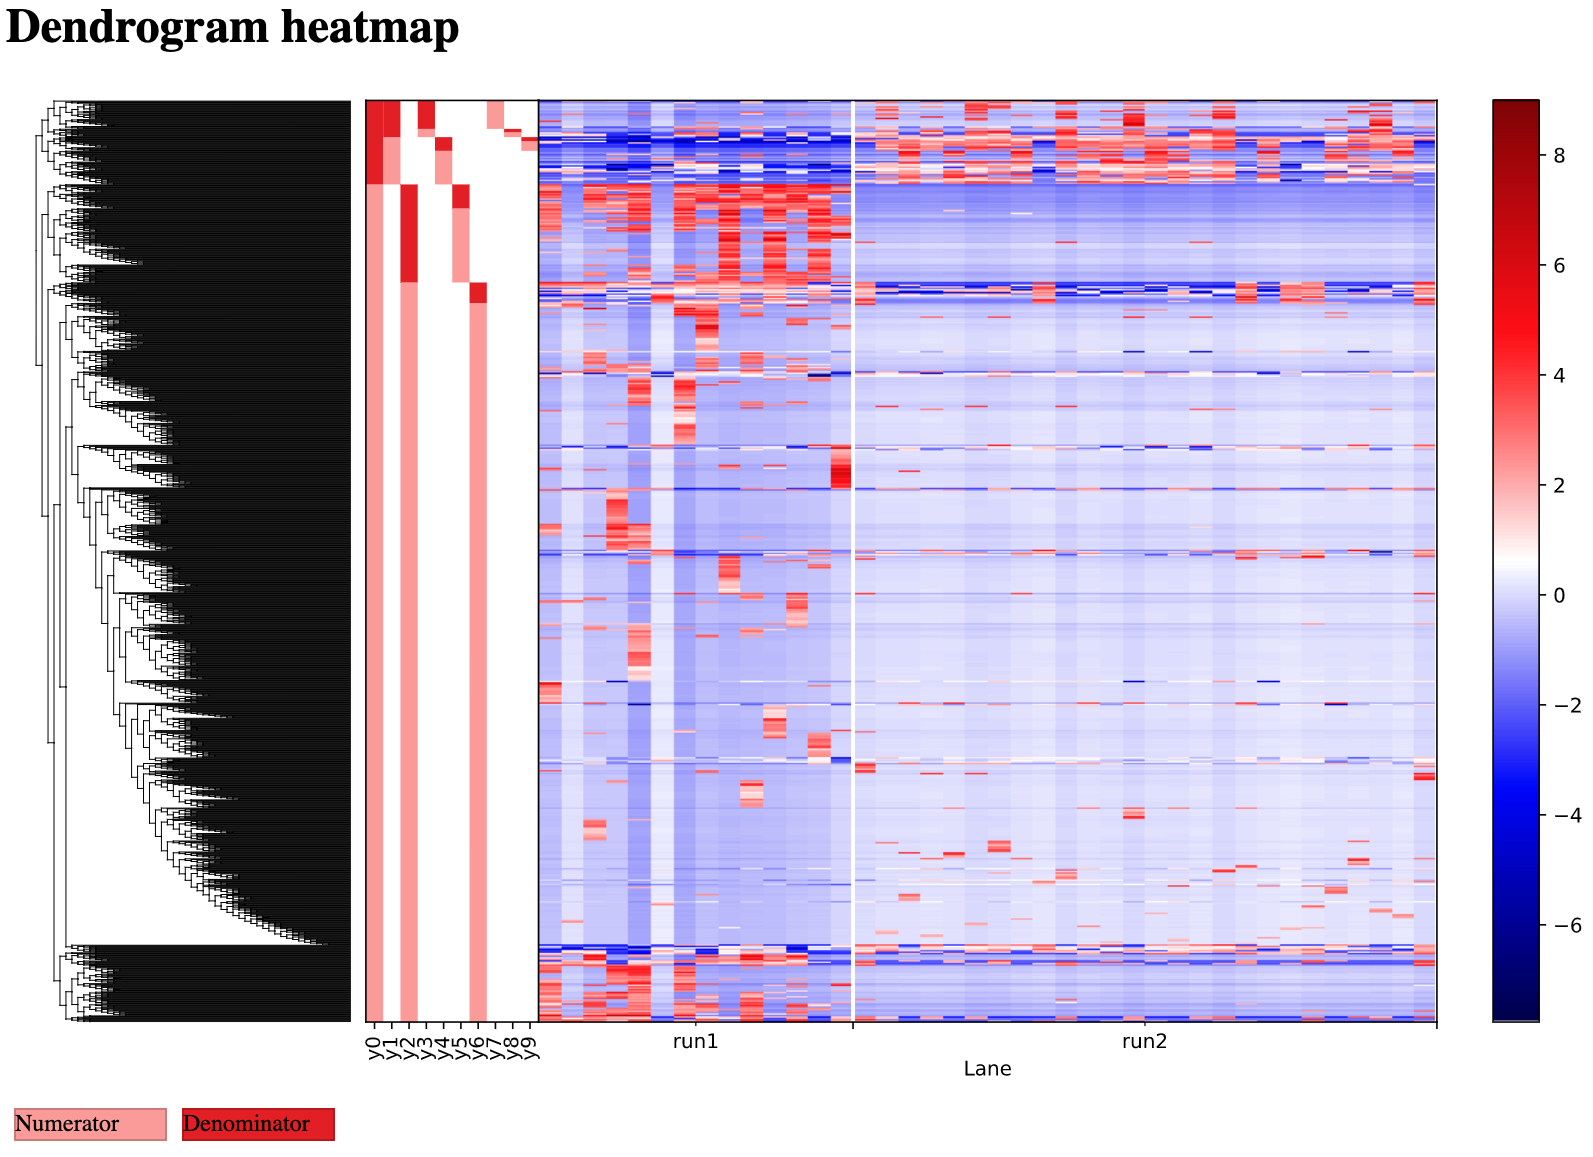 Dendrogram heatmap
8
6
4
2
0
−2
−4
−6
y0
y1
y2
y3
y4
y5
y6
y7
y8
y9
run1
run2
Lane
Numerator
Denominator